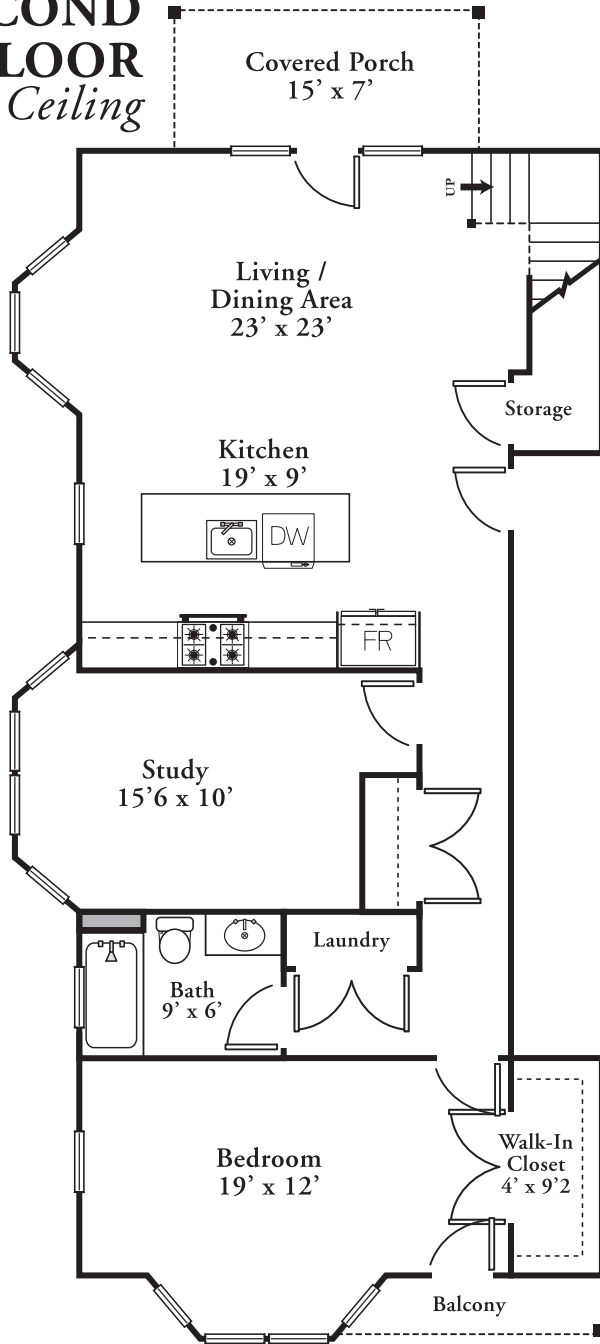 COND
LOOR
Ceiling
Covered Porch
15’ x 7’
UP
Living /
Dining Area
23’ x 23’
Storage
Kitchen
19’ x 9’
DW
FR
Study
15’6 x 10’
Laundry
Bath
9’ x 6’
Walk-In
Closet
4’ x 9’2
Bedroom
19’ x 12’
Balcony